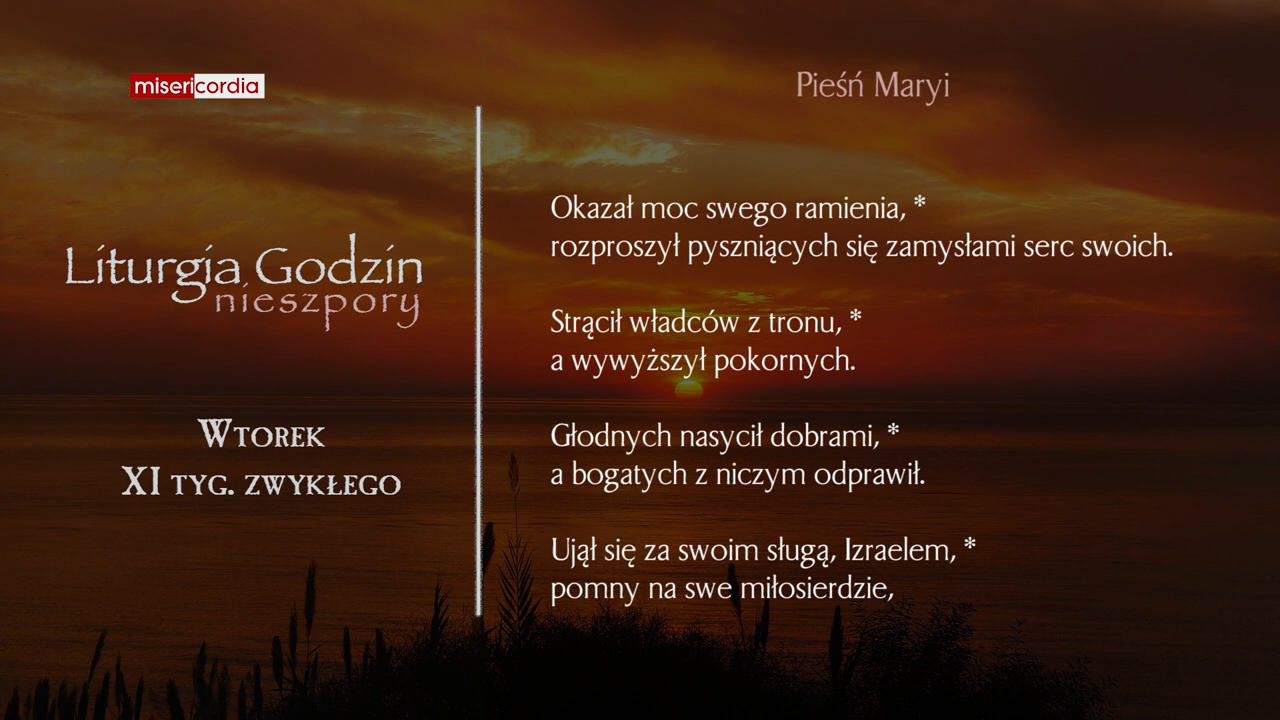 misericordia
Liturgia Godzin
nieszpory
Wtorek
XI tyg. zwykłego
Pieśń Maryi
Okazał moc swego ramienia, *
rozproszył pyszniących się zamysłami serc swoich.
Strącił władców z tronu, *
a wywyższył pokornych.
Głodnych nasycił dobrami, *
a bogatych z niczym odprawił.
Ujął się za swoim sługą, Izraelem, *
pomny na swe miłosierdzie,